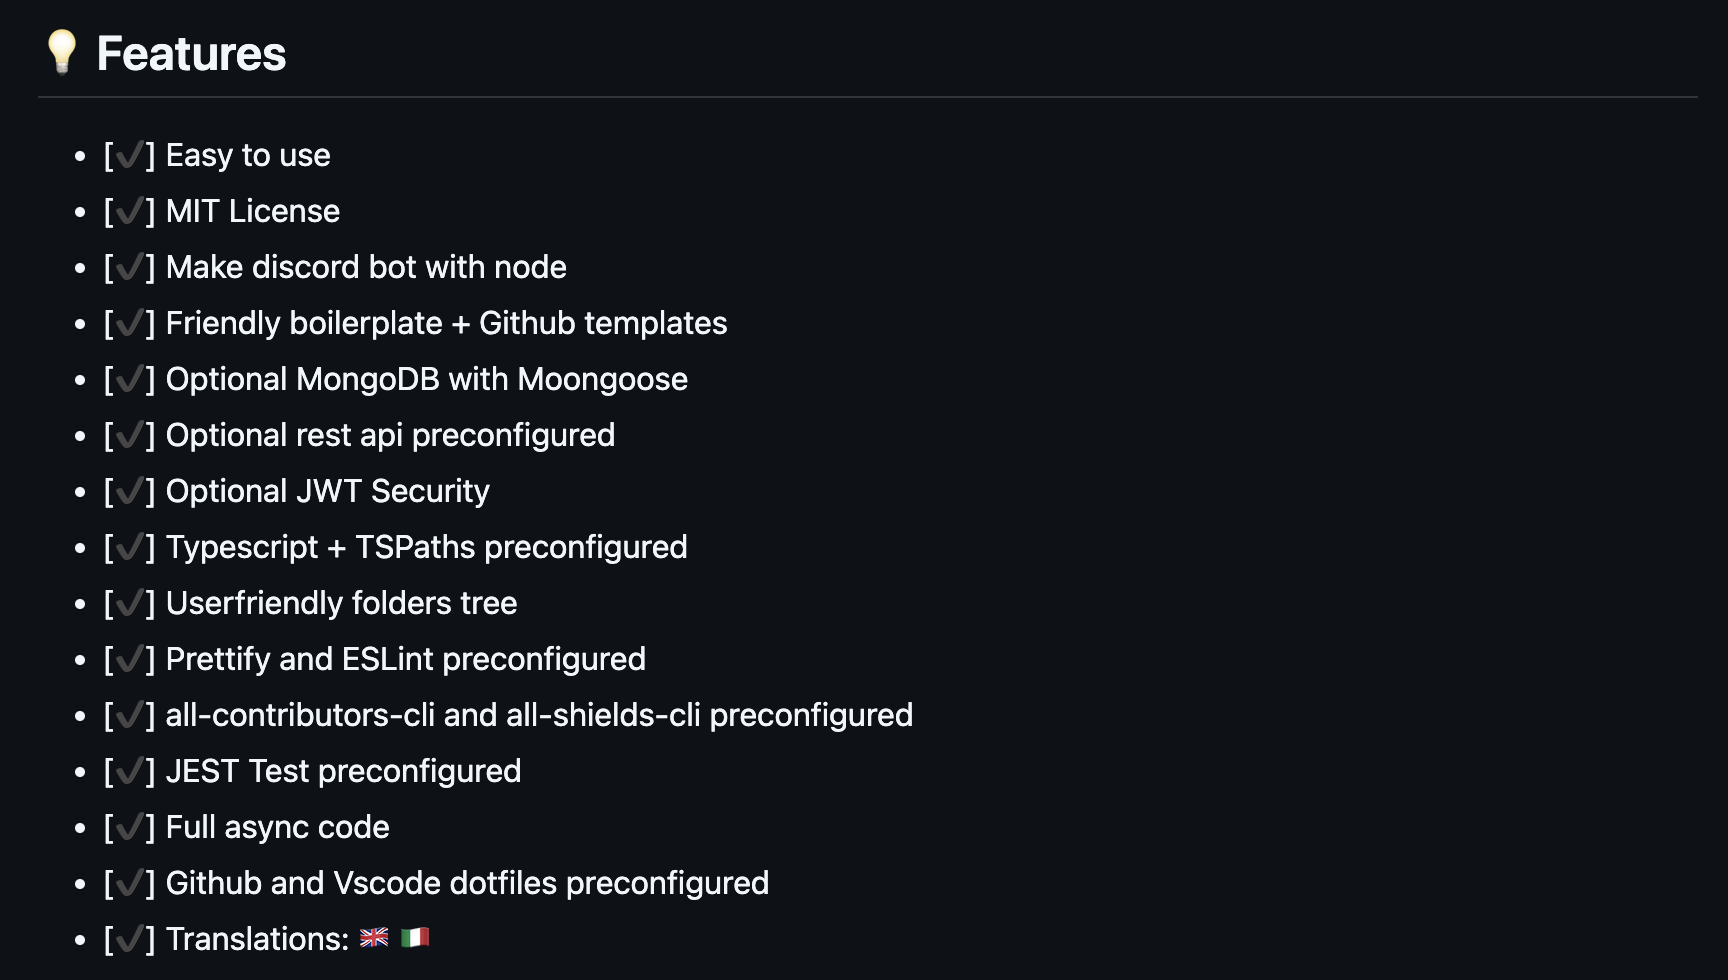 💡 Features
• [✔] Easy to use
• [✔] MIT License
• [✔] Make discord bot with node
• [✔] Friendly boilerplate + Github templates
• [✔] Optional MongoDB with Moongoose
• [✔] Optional rest api preconfigured
• [✔] Optional JWT Security
• [✔] Typescript + TSPaths preconfigured
• [✔] Userfriendly folders tree
• [✔] Prettify and ESLint preconfigured
• [✔] all-contributors-cli and all-shields-cli preconfigured
• [✔] JEST Test preconfigured
• [✔] Full async code
• [✔] Github and Vscode dotfiles preconfigured
• [✔] Translations: 🇬🇧 🇮🇹